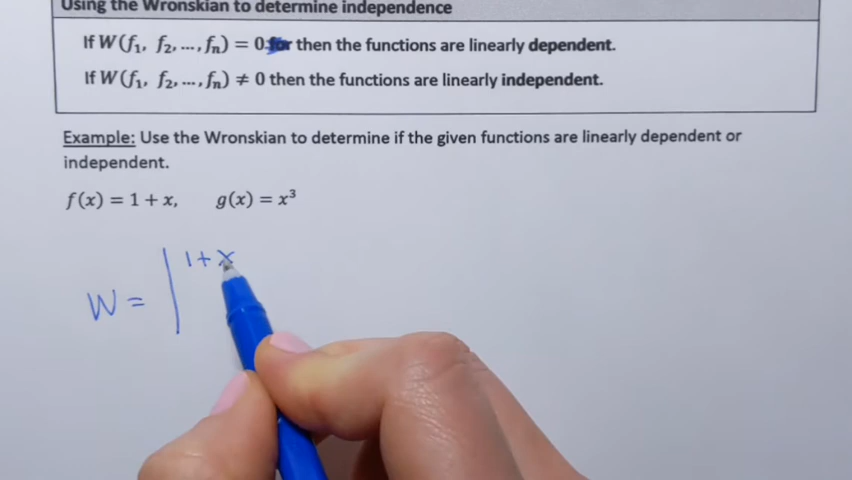 Using the Wronskian to determine independence
If W(f₁, f₂, ..., fₙ) = 0 for then the functions are linearly dependent.
If W(f₁, f₂, ..., fₙ) ≠ 0 then the functions are linearly independent.
Example: Use the Wronskian to determine if the given functions are linearly dependent or
independent.
f(x) = 1 + x, g(x) = x³
W = | 1 + x